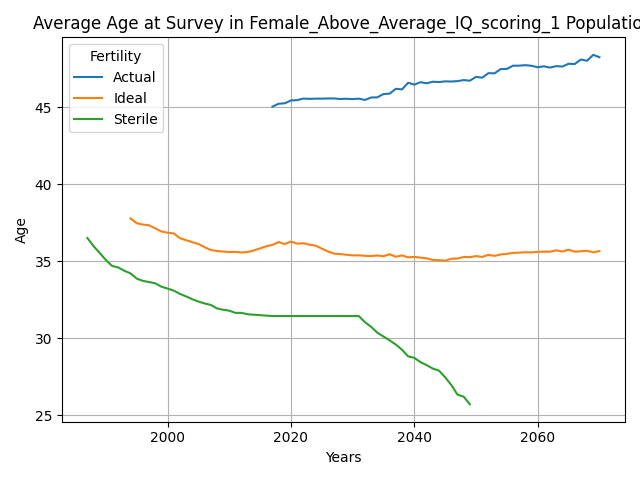 Average Age at Survey in Female_Above_Average_IQ_scoring_1 Populatio
Fertility
Actual
Ideal
Sterile
45
40
35
30
25
Age
2000 2020 2040 2060
Years